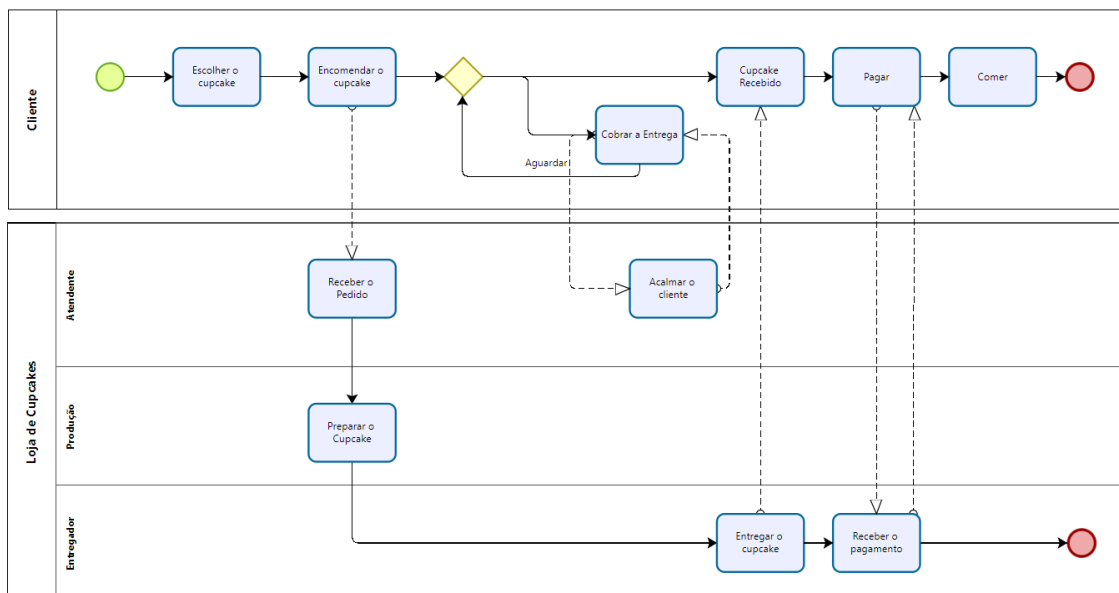 Cliente
Escolher o
cupcake
Encomendar o
cupcake
Cupcake
Recebido
Pagar
Comer
Cobrar a Entrega
Aguardar
Loja de Cupcakes
Atendente
Receber o
Pedido
Acalmar o
cliente
Produção
Preparar o
Cupcake
Entregador
Entregar o
cupcake
Receber o
pagamento